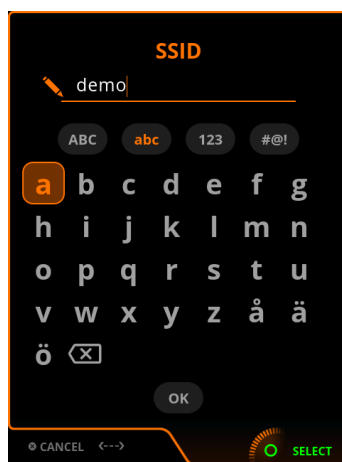 SSID
demo
ABC abc 123 #@!
a b c d e f g
h i j k l m n
o p q r s t u
v w x y z å ä
ö
OK
CANCEL <---> SELECT